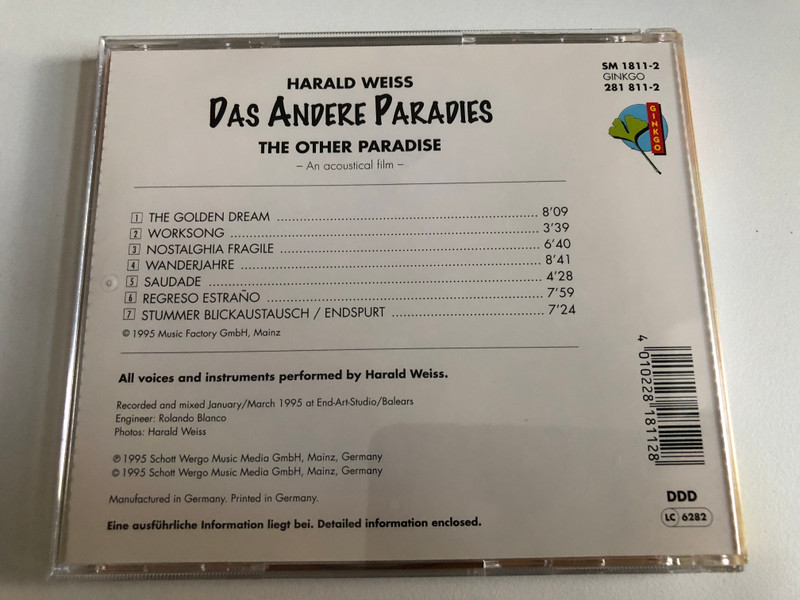 HARALD WEISS
DAS ANDERE PARADIES
THE OTHER PARADISE
– An acoustical film –
SM 1811-2
GINKGO
281 811-2
GINKGO
1 THE GOLDEN DREAM 8'09
2 WORKSONG 3'39
3 NOSTALGHIA FRAGILE 6'40
4 WANDERJAHRE 8'41
5 SAUDADE 4'28
6 REGRESO ESTRAÑO 7'59
7 STUMMER BLICKAUSTAUSCH / ENDSPURT 7'24
© 1995 Music Factory GmbH, Mainz
All voices and instruments performed by Harald Weiss.
Recorded and mixed January/March 1995 at End-Art-Studio/Balears
Engineer: Rolando Blanco
Photos: Harald Weiss
℗ 1995 Schott Wergo Music Media GmbH, Mainz, Germany
© 1995 Schott Wergo Music Media GmbH, Mainz, Germany
Manufactured in Germany. Printed in Germany.
Eine ausführliche Information liegt bei. Detailed information enclosed.
4 010228 181128
DDD
LC 6282